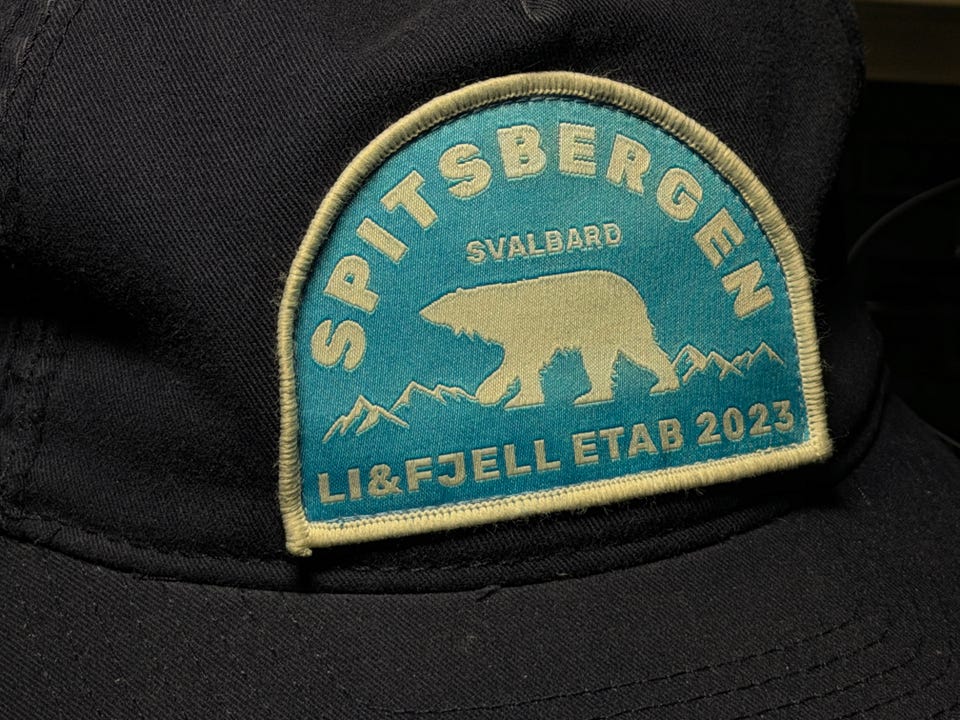 SPITSBERGEN
SVALBARD
LI&FJELL ETAB 2023